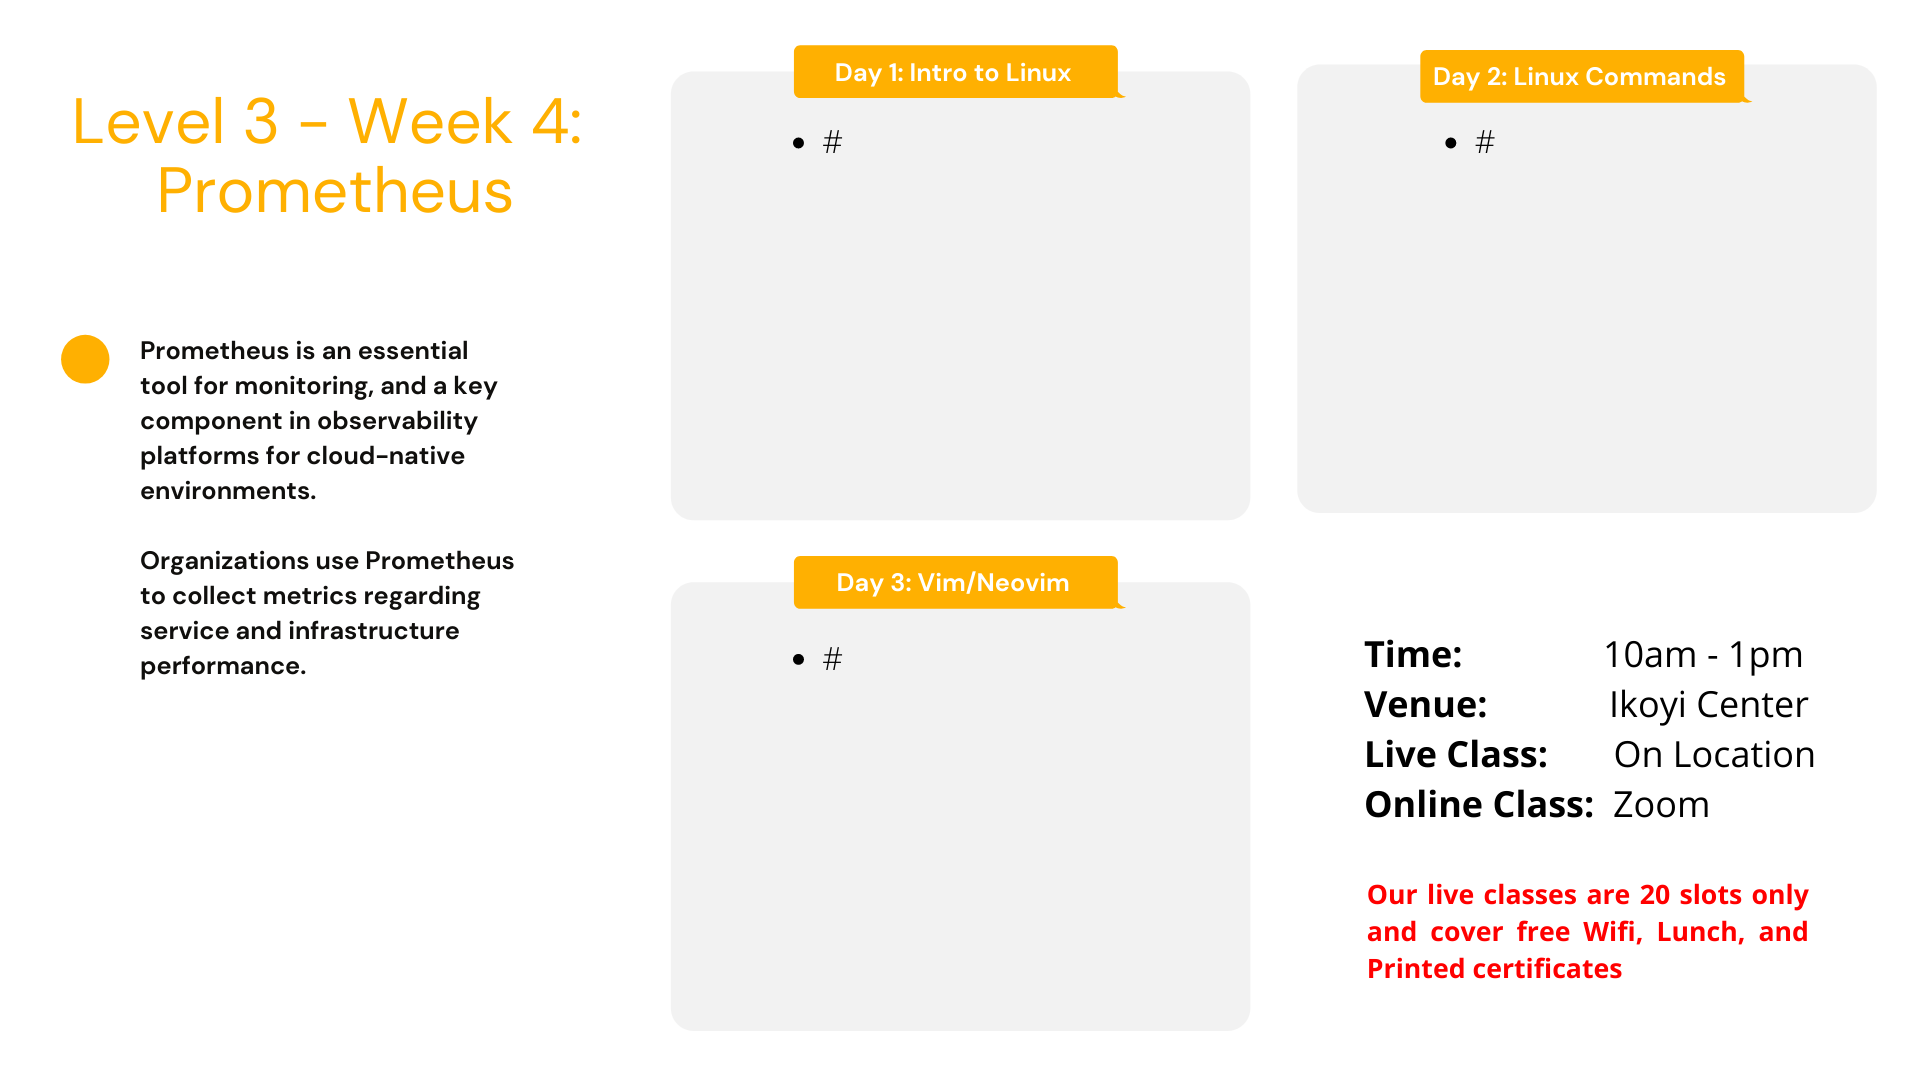 Level 3 - Week 4:
Prometheus
Prometheus is an essential
tool for monitoring, and a key
component in observability
platforms for cloud-native
environments.
Organizations use Prometheus
to collect metrics regarding
service and infrastructure
performance.
Day 1: Intro to Linux
• #
Day 2: Linux Commands
• #
Day 3: Vim/Neovim
• #
Time: 10am - 1pm
Venue: Ikoyi Center
Live Class: On Location
Online Class: Zoom
Our live classes are 20 slots only
and cover free Wifi, Lunch, and
Printed certificates